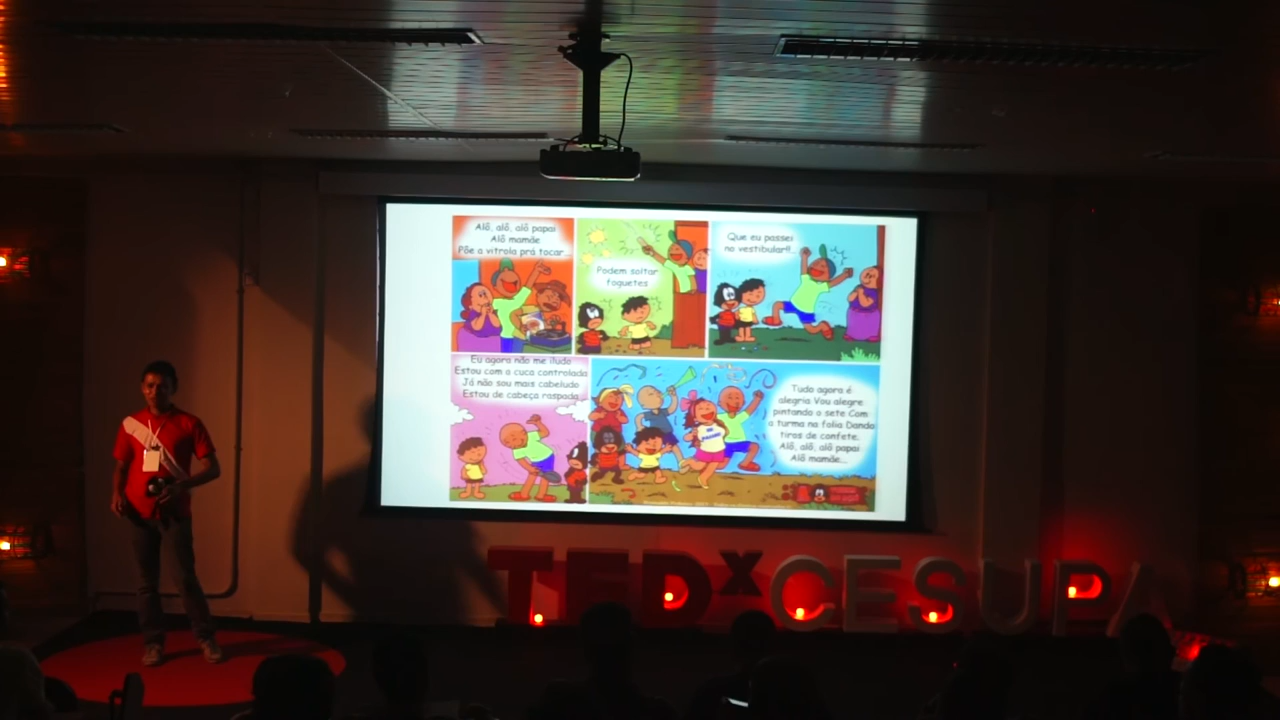 Alô, alô, alô papai
Alô mamãe
Põe a vitrola prá tocar...
Podem soltar
foguetes
Que eu passei
no vestibular!!...
Eu agora não me iludo
Estou com a cuca controlada
Já não sou mais cabeludo
Estou de cabeça raspada...
Tudo agora é
alegria Vou alegre
pintando o sete Com
a turma na folia Dando
tiros de confete.
Alô, alô, alô papai
Alô mamãe...
TEDxCESUPA